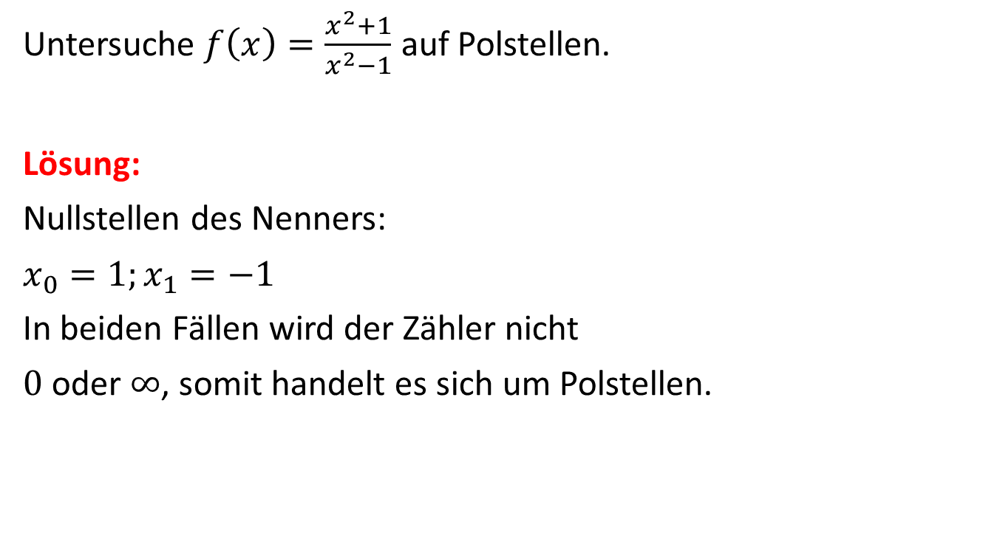 Untersuche f(x) = \frac{x^2+1}{x^2-1} auf Polstellen.
Lösung:
Nullstellen des Nenners:
x_0 = 1; x_1 = −1
In beiden Fällen wird der Zähler nicht
0 oder ∞, somit handelt es sich um Polstellen.